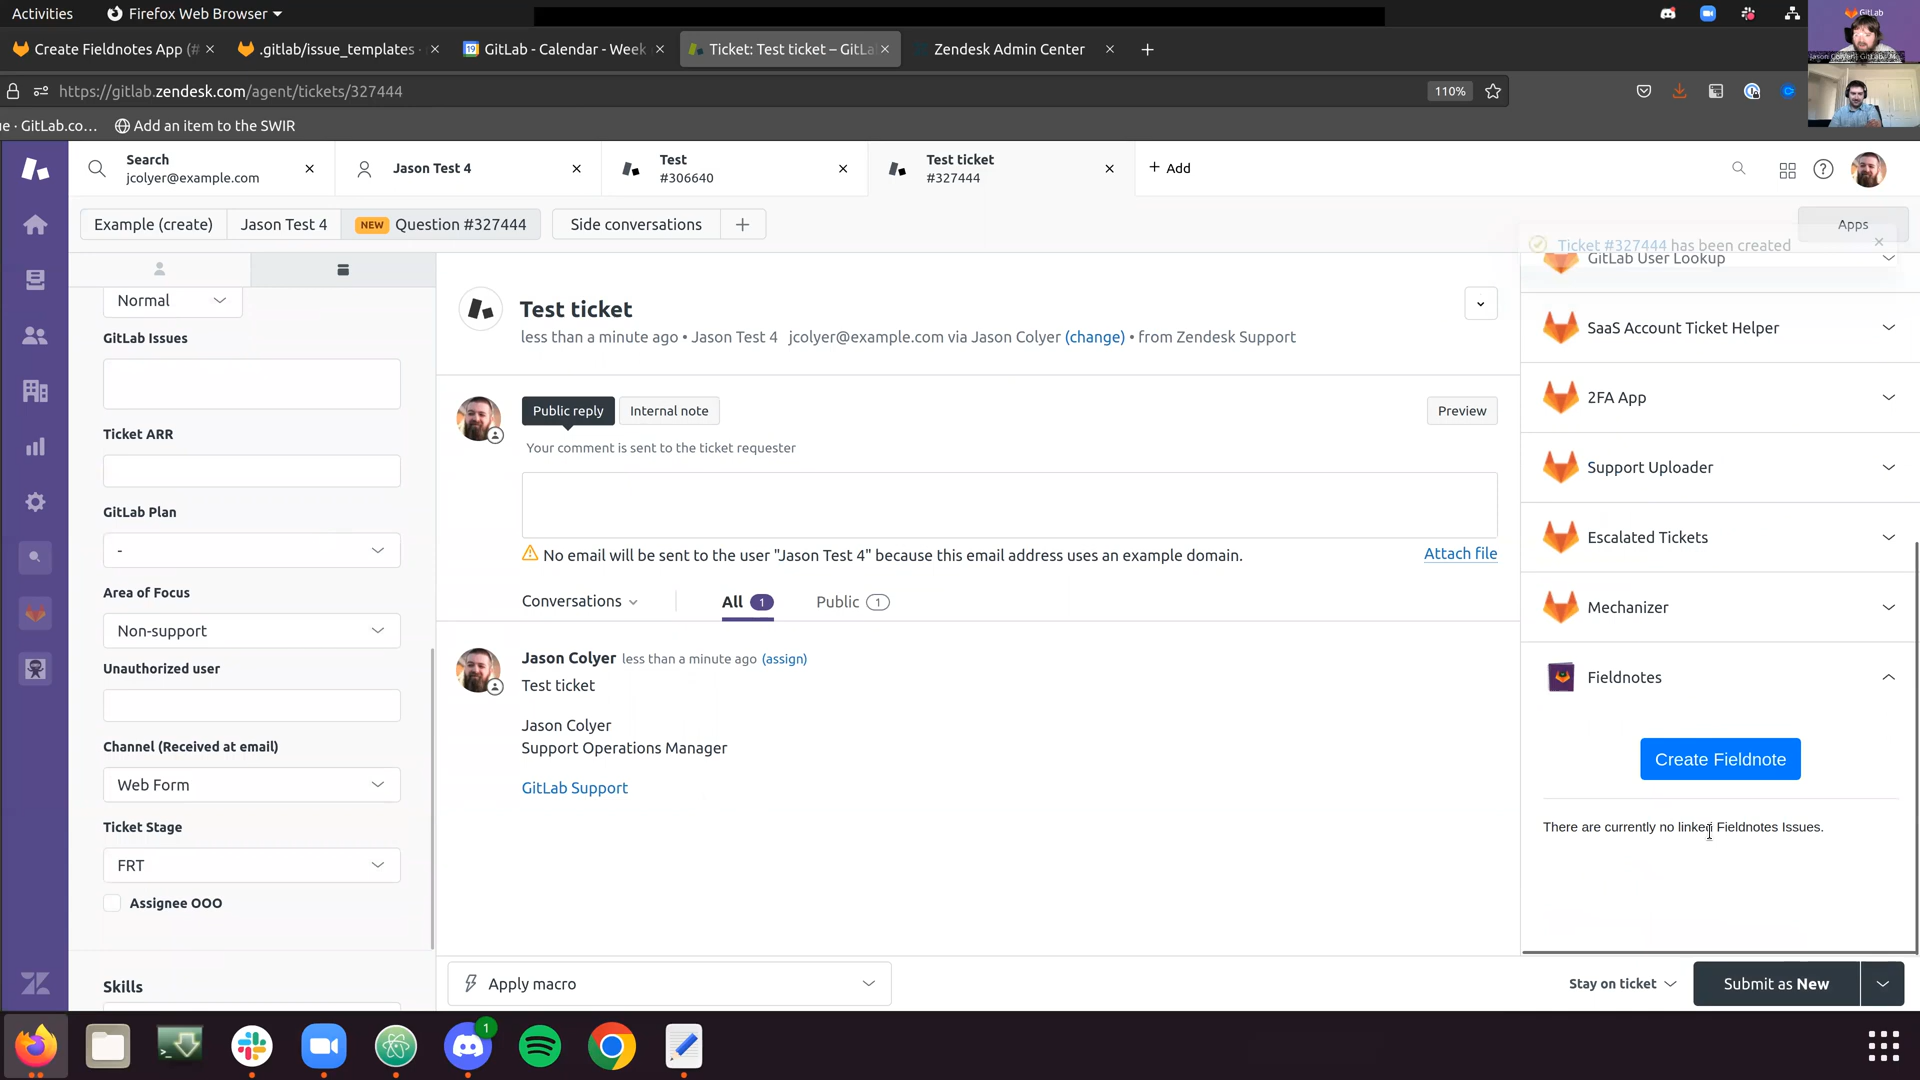 Activities
Firefox Web Browser
Create Fieldnotes App (#
.gitlab/issue_templates ·
GitLab - Calendar - Week
Ticket: Test ticket – GitLa
Zendesk Admin Center
https://gitlab.zendesk.com/agent/tickets/327444
110%
e · GitLab.co…
Add an item to the SWIR
GitLab
Search
jcolyer@example.com
Jason Test 4
Test
#306640
Test ticket
#327444
+ Add
Example (create)
Jason Test 4
NEW
Question #327444
Side conversations
Apps
Ticket #327444 has been created
Normal
GitLab Issues
Ticket ARR
GitLab Plan
-
Area of Focus
Non-support
Unauthorized user
Channel (Received at email)
Web Form
Ticket Stage
FRT
Assignee OOO
Skills
Test ticket
less than a minute ago • Jason Test 4 jcolyer@example.com via Jason Colyer (change) • from Zendesk Support
Public reply
Internal note
Preview
Your comment is sent to the ticket requester
No email will be sent to the user "Jason Test 4" because this email address uses an example domain.
Attach file
Conversations
All 1
Public 1
Jason Colyer less than a minute ago (assign)
Test ticket
Jason Colyer
Support Operations Manager
GitLab Support
GitLab User Lookup
SaaS Account Ticket Helper
2FA App
Support Uploader
Escalated Tickets
Mechanizer
Fieldnotes
Create Fieldnote
There are currently no linked Fieldnotes Issues.
Apply macro
Stay on ticket
Submit as New
1